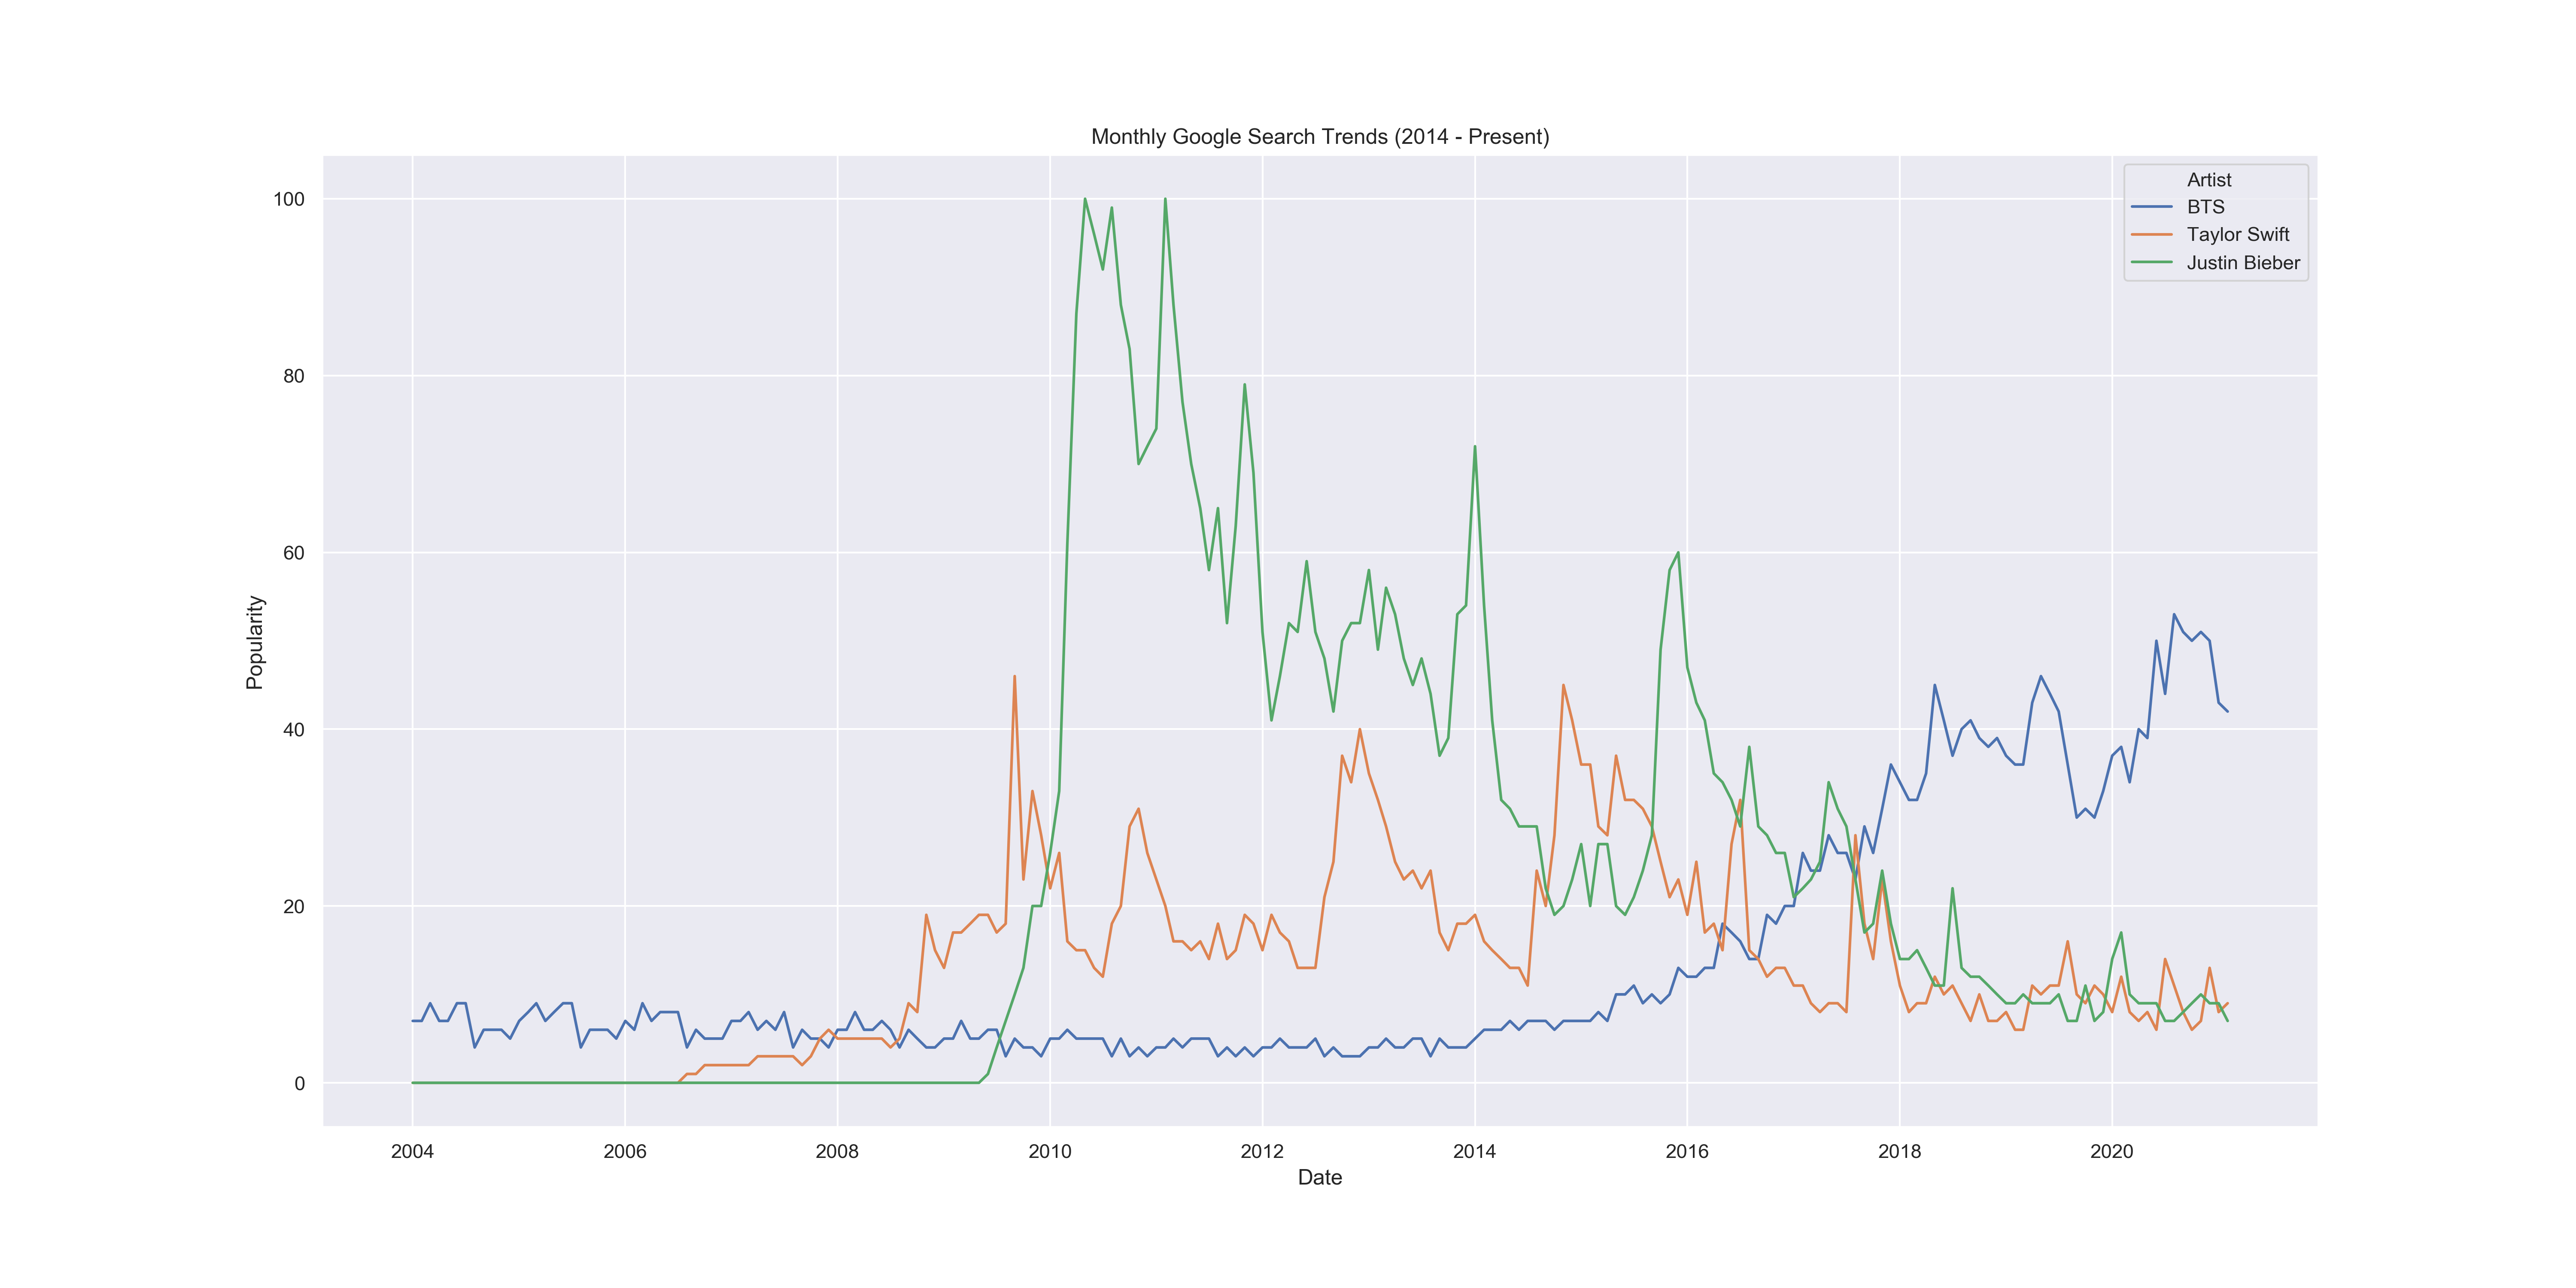 Monthly Google Search Trends (2014 - Present)
Artist
BTS
Taylor Swift
Justin Bieber
100
80
60
40
20
0
Popularity
2004 2006 2008 2010 2012 2014 2016 2018 2020
Date